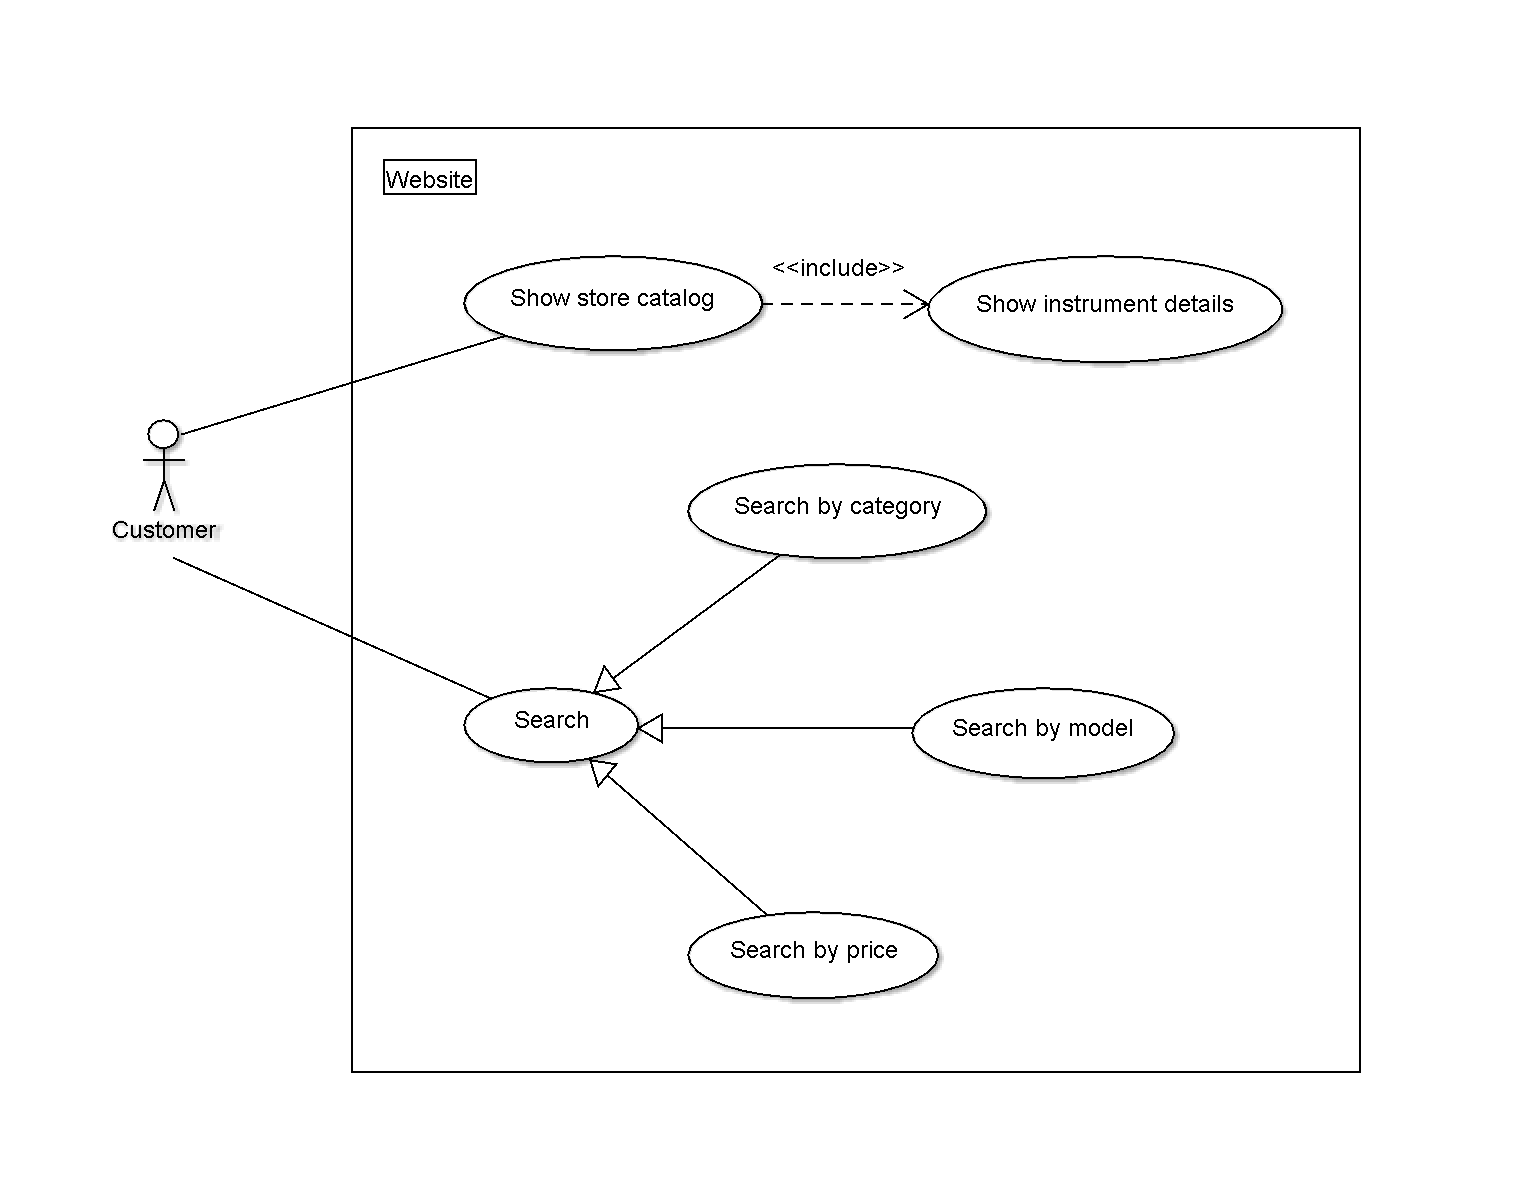 Website
<<include>>
Show store catalog
Show instrument details
Search by category
Customer
Search
Search by model
Search by price